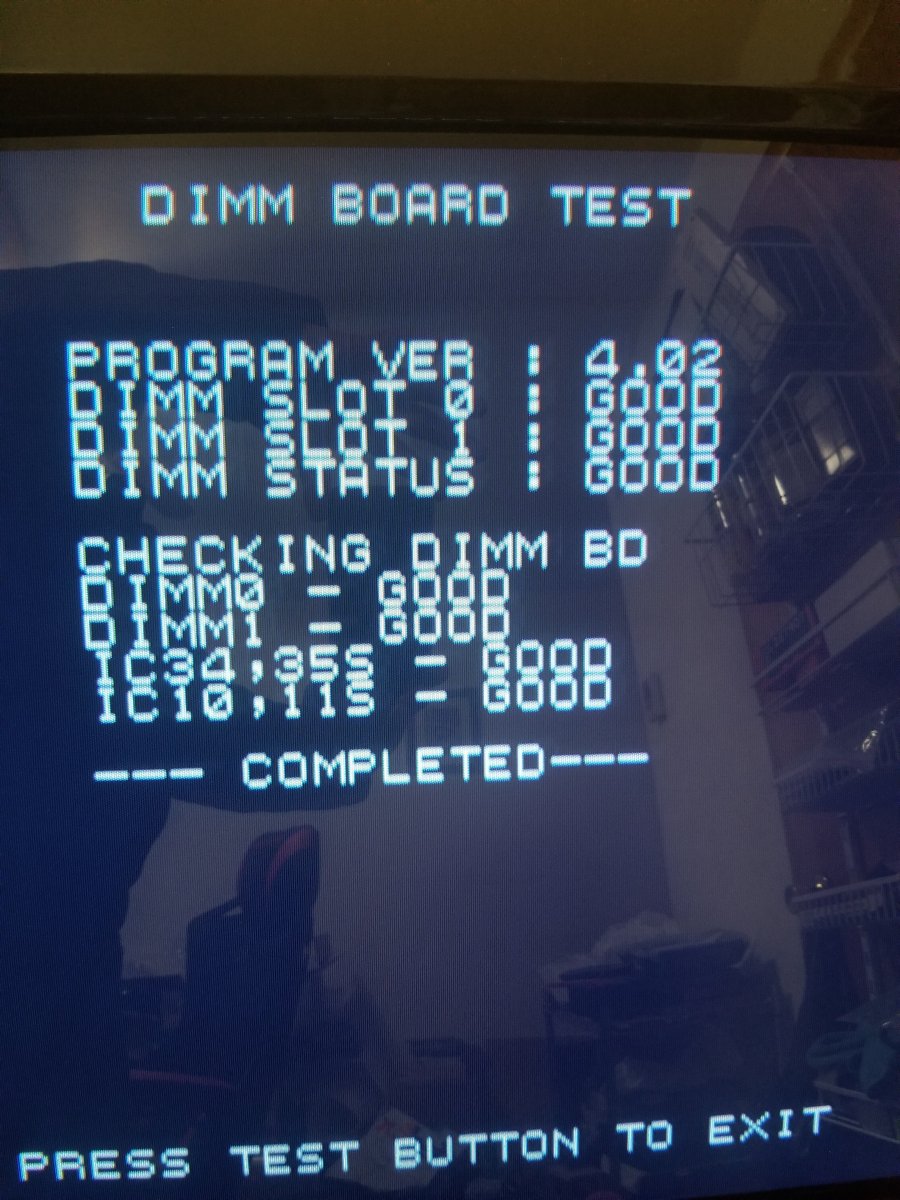 DIMM BOARD TEST
PROGRAM VER : 4.02
DIMM SLOT 0 : GOOD
DIMM SLOT 1 : GOOD
DIMM STATUS : GOOD
CHECKING DIMM BD
DIMM0 - GOOD
DIMM1 - GOOD
IC34,35S - GOOD
IC10,11S - GOOD
--- COMPLETED---
PRESS TEST BUTTON TO EXIT